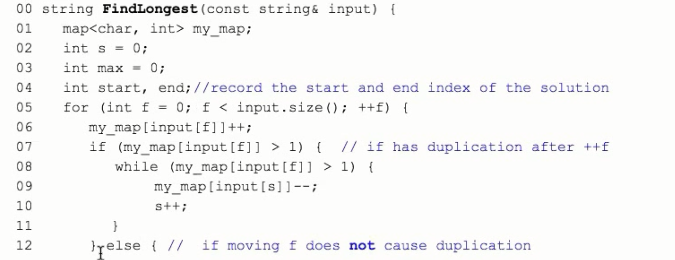 00 string FindLongest(const string& input) {
01 map<char, int> my_map;
02 int s = 0;
03 int max = 0;
04 int start, end;//record the start and end index of the solution
05 for (int f = 0; f < input.size(); ++f) {
06 my_map[input[f]]++;
07 if (my_map[input[f]] > 1) { // if has duplication after ++f
08 while (my_map[input[f]] > 1) {
09 my_map[input[s]]--;
10 s++;
11 }
12 } else { // if moving f does not cause duplication